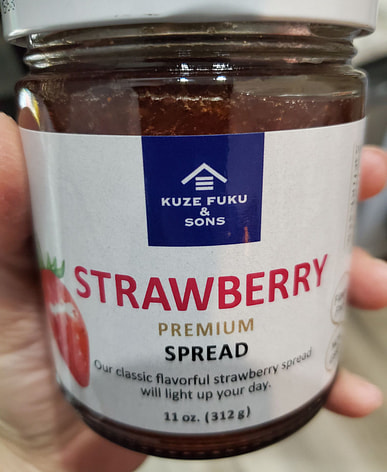 KUZE FUKU
&
SONS
STRAWBERRY
PREMIUM
SPREAD
Our classic flavorful strawberry spread
will light up your day.
11 oz. (312 g)